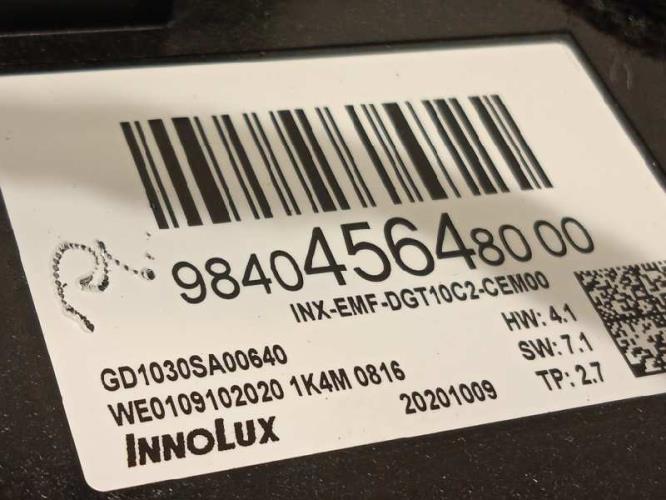 9840456480 00
INX-EMF-DGT10C2-CEM00
GD1030SA00640
HW: 4.1
WE0109102020 1K4M 0816
SW: 7.1
20201009
TP: 2.7
INNOLUX